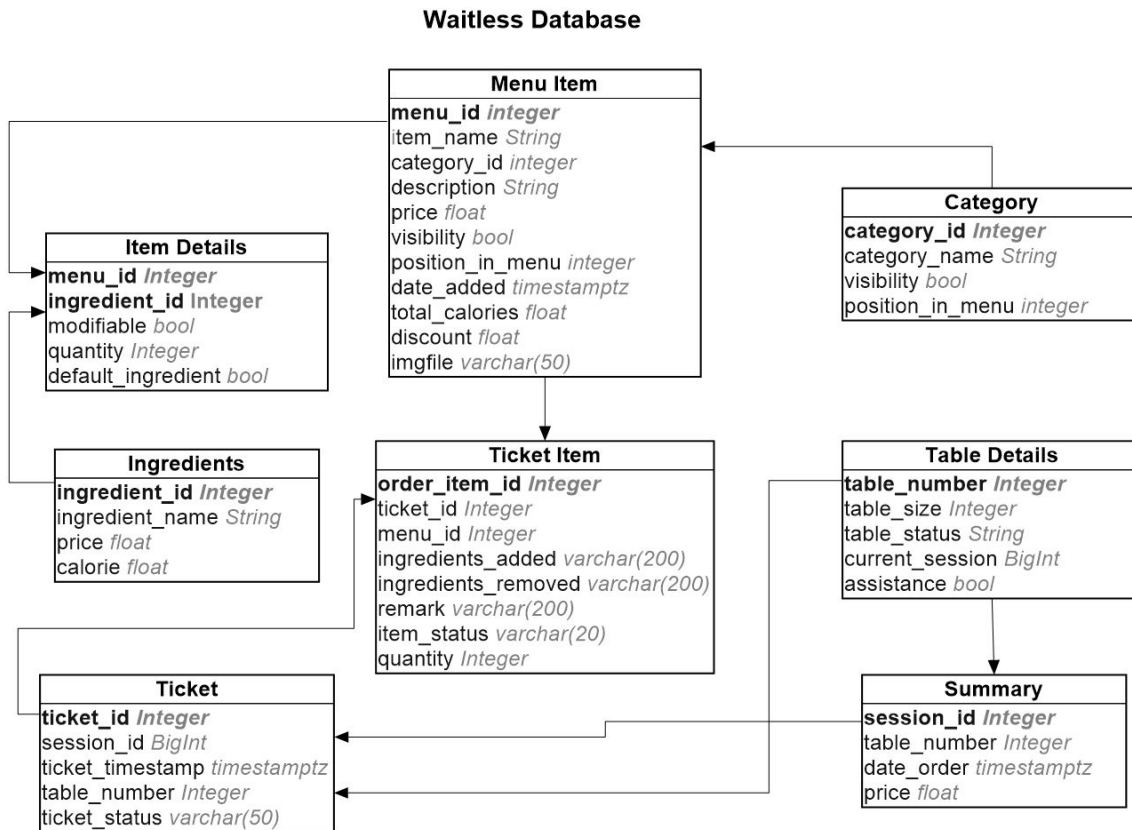 Waitless Database
Menu Item
menu_id integer
item_name String
category_id integer
description String
price float
visibility bool
position_in_menu integer
date_added timestamptz
total_calories float
discount float
imgfile varchar(50)
Category
category_id Integer
category_name String
visibility bool
position_in_menu integer
Item Details
menu_id Integer
ingredient_id Integer
modifiable bool
quantity Integer
default_ingredient bool
Ingredients
ingredient_id Integer
ingredient_name String
price float
calorie float
Ticket Item
order_item_id Integer
ticket_id Integer
menu_id Integer
ingredients_added varchar(200)
ingredients_removed varchar(200)
remark varchar(200)
item_status varchar(20)
quantity Integer
Table Details
table_number Integer
table_size Integer
table_status String
current_session BigInt
assistance bool
Ticket
ticket_id Integer
session_id BigInt
ticket_timestamp timestamptz
table_number Integer
ticket_status varchar(50)
Summary
session_id Integer
table_number Integer
date_order timestamptz
price float